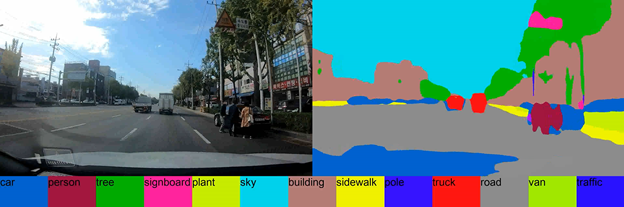 car person tree signboard plant sky building sidewalk pole truck road van traffic